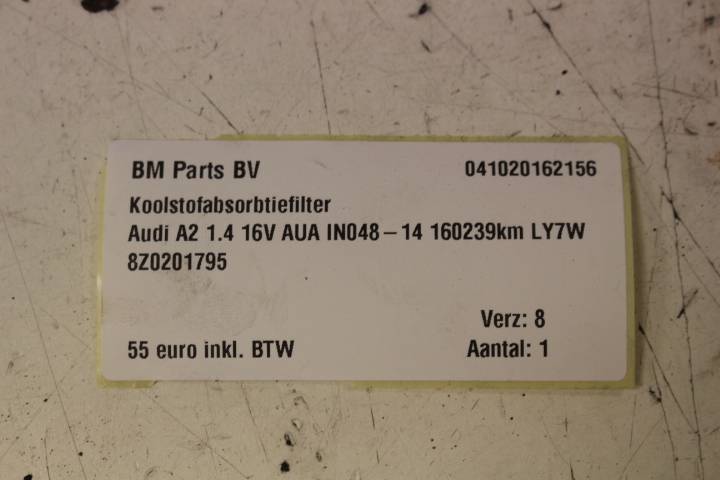 BM Parts BV 041020162156
Koolstofabsorbtiefilter
Audi A2 1.4 16V AUA IN048-14 160239km LY7W
8Z0201795
Verz: 8
55 euro inkl. BTW Aantal: 1